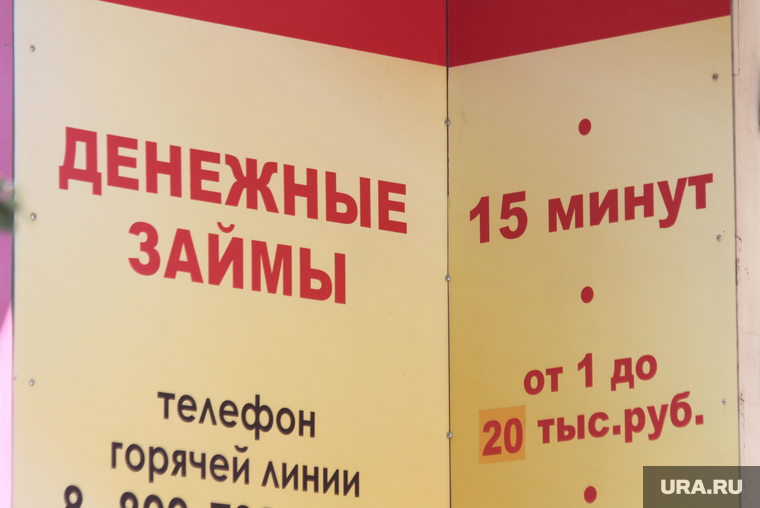 ДЕНЕЖНЫЕ
ЗАЙМЫ
телефон
горячей линии
15 минут
от 1 до
20 тыс.руб.
URA.RU